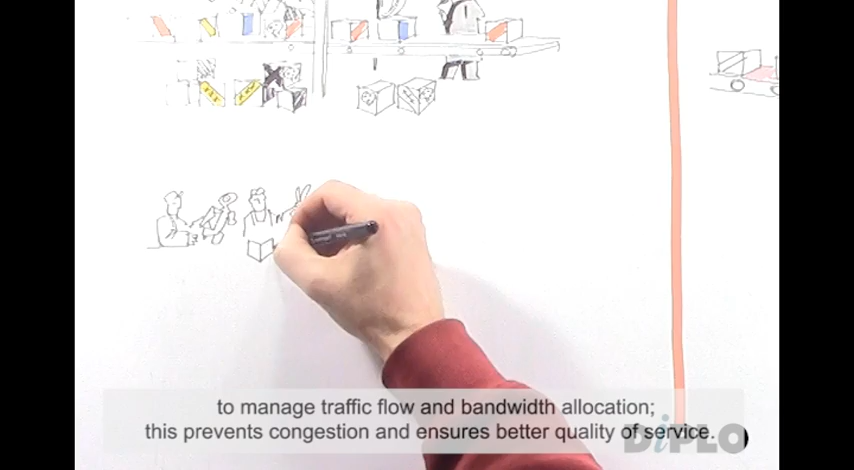 to manage traffic flow and bandwidth allocation;
this prevents congestion and ensures better quality of service.
DiPLO